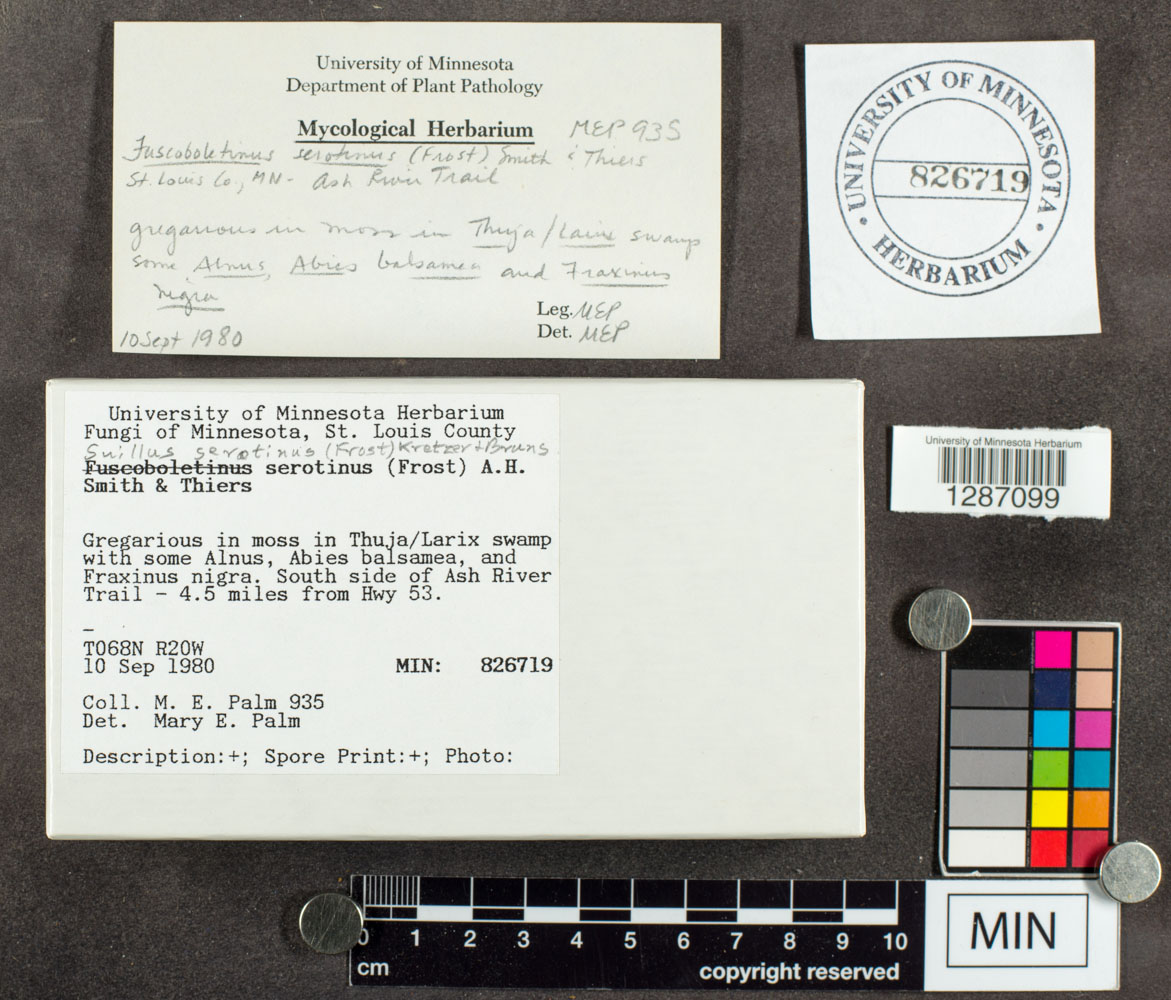 University of Minnesota
Department of Plant Pathology
Mycological Herbarium MEP 935
Fuscoboletinus serotinus (Frost) Smith & Thiers
St. Louis Co., MN - Ash River Trail
gregarious in moss in Thuja/Larix swamp
some Alnus, Abies balsamea and Fraxinus
nigra
Leg. MEP
Det. MEP
10 Sept 1980
UNIVERSITY OF MINNESOTA
826719
HERBARIUM
University of Minnesota Herbarium
Fungi of Minnesota, St. Louis County
Suillus serotinus (Frost) Kretzer & Bruns
Fuscoboletinus serotinus (Frost) A.H.
Smith & Thiers
Gregarious in moss in Thuja/Larix swamp
with some Alnus, Abies balsamea, and
Fraxinus nigra. South side of Ash River
Trail - 4.5 miles from Hwy 53.
_
T068N R20W
10 Sep 1980 MIN: 826719
Coll. M. E. Palm 935
Det. Mary E. Palm
Description:+; Spore Print:+; Photo:
University of Minnesota Herbarium
1287099
0 1 2 3 4 5 6 7 8 9 10
cm copyright reserved
MIN